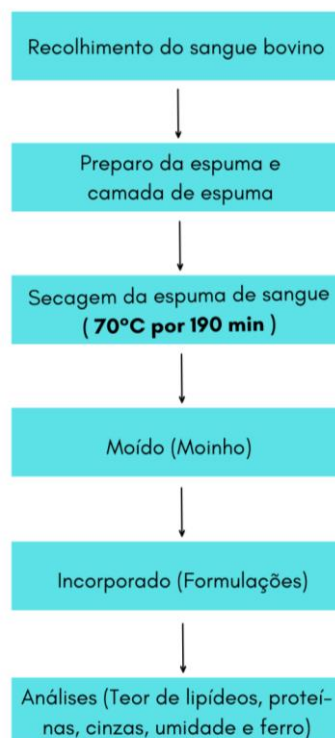 Recolhimento do sangue bovino
Preparo da espuma e
camada de espuma
Secagem da espuma de sangue
( 70°C por 190 min )
Moído (Moinho)
Incorporado (Formulações)
Análises (Teor de lipídeos, proteí-
nas, cinzas, umidade e ferro)